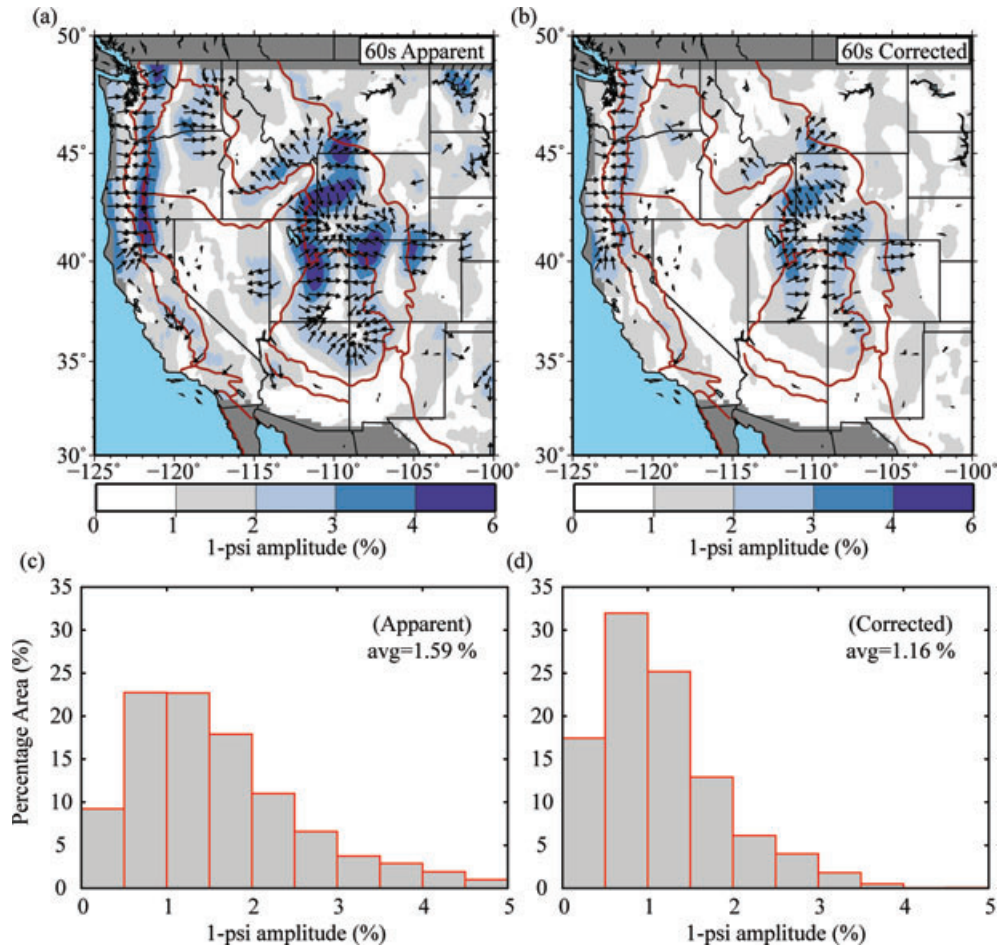 (a)
(b)
60s Apparent
60s Corrected
50°
45°
40°
35°
30°
−125 −120 −115 −110 −105 −100°
50°
45°
40°
35°
30°
−125 −120 −115 −110 −105 −100°
0 1 2 3 4 6
1-psi amplitude (%)
0 1 2 3 4 6
1-psi amplitude (%)
(c)
(d)
Percentage Area (%)
35
30
25
20
15
10
5
0
(Apparent)
avg=1.59 %
0 1 2 3 4 5
1-psi amplitude (%)
35
30
25
20
15
10
5
0
(Corrected)
avg=1.16 %
0 1 2 3 4 5
1-psi amplitude (%)